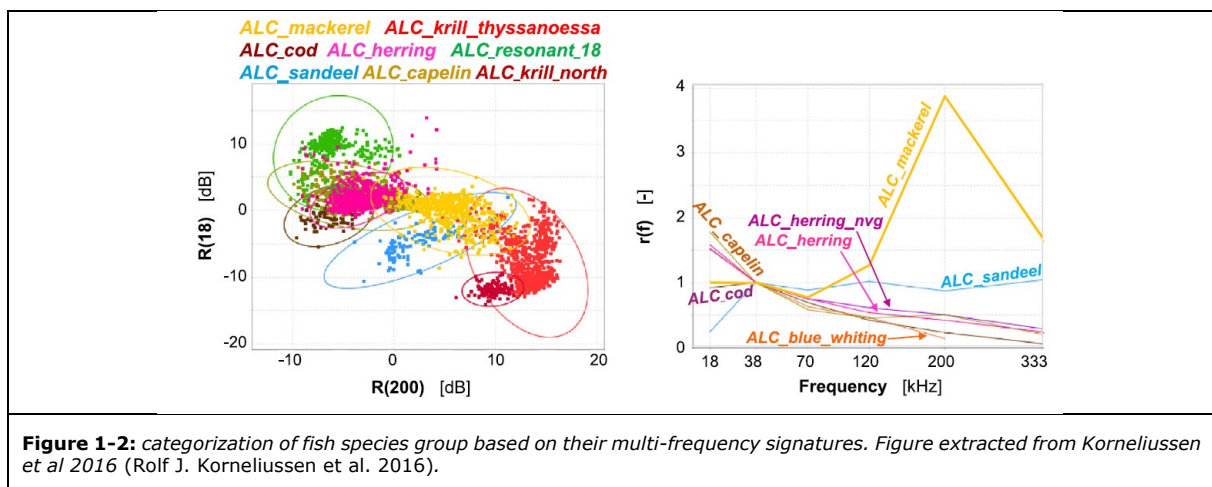 ALC_mackerel ALC_krill_thyssanoessa
ALC_cod ALC_herring ALC_resonant_18
ALC_sandeel ALC_capelin ALC_krill_north
10
0
-10
-20
R(18) [dB]
-10 0 10 20
R(200) [dB]
4
3
2
1
0
r(f) [-]
ALC_mackerel
ALC_capelin
ALC_herring_nvg
ALC_herring
ALC_sandeel
ALC_cod
ALC_blue_whiting
18 38 70 120 200 333
Frequency [kHz]
Figure 1-2: categorization of fish species group based on their multi-frequency signatures. Figure extracted from Korneliussen
et al 2016 (Rolf J. Korneliussen et al. 2016).